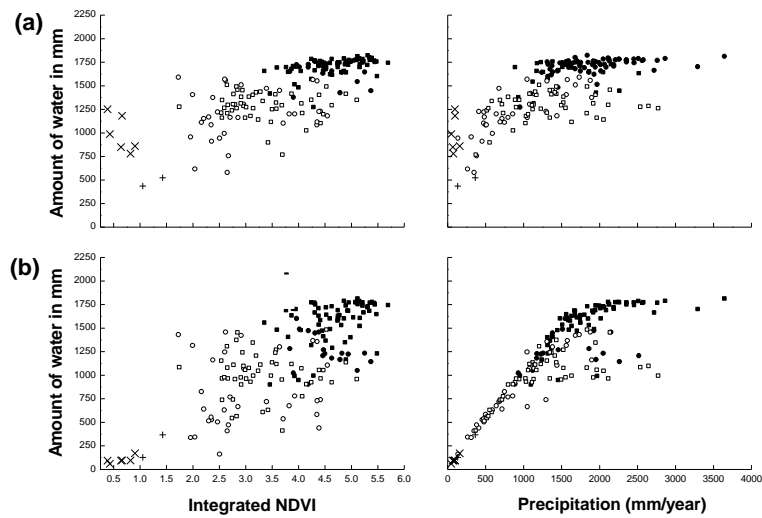 (a)
Amount of water in mm
2250
2000
1750
1500
1250
1000
750
500
250
0
(b)
Amount of water in mm
2250
2000
1750
1500
1250
1000
750
500
250
0
0.5 1.0 1.5 2.0 2.5 3.0 3.5 4.0 4.5 5.0 5.5 6.0
0 500 1000 1500 2000 2500 3000 3500 4000
Integrated NDVI
Precipitation (mm/year)